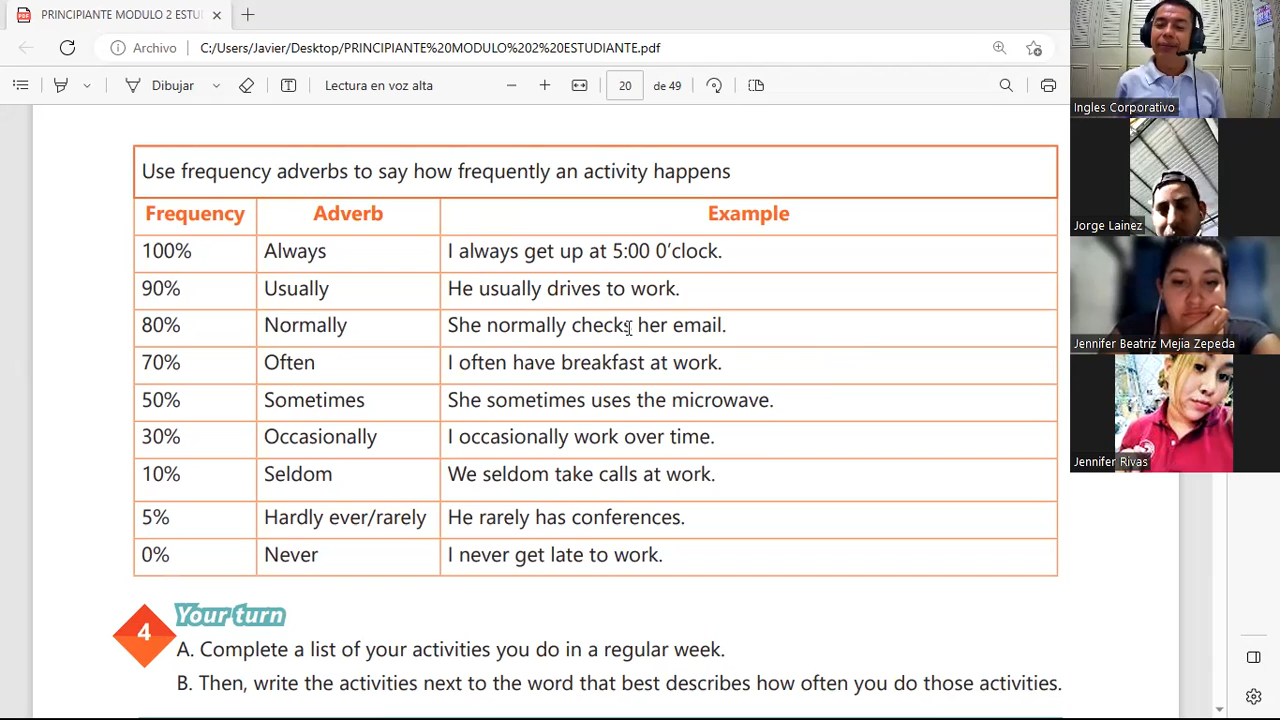 PRINCIPIANTE MODULO 2 ESTU
Archivo C:/Users/Javier/Desktop/PRINCIPIANTE%20MODULO%202%20ESTUDIANTE.pdf
Dibujar Lectura en voz alta 20 de 49
Use frequency adverbs to say how frequently an activity happens
Frequency Adverb Example
100% Always I always get up at 5:00 0'clock.
90% Usually He usually drives to work.
80% Normally She normally checks her email.
70% Often I often have breakfast at work.
50% Sometimes She sometimes uses the microwave.
30% Occasionally I occasionally work over time.
10% Seldom We seldom take calls at work.
5% Hardly ever/rarely He rarely has conferences.
0% Never I never get late to work.
4 Your turn
A. Complete a list of your activities you do in a regular week.
B. Then, write the activities next to the word that best describes how often you do those activities.
Ingles Corporativo
Jorge Lainez
Jennifer Beatriz Mejia Zepeda
Jennifer Rivas